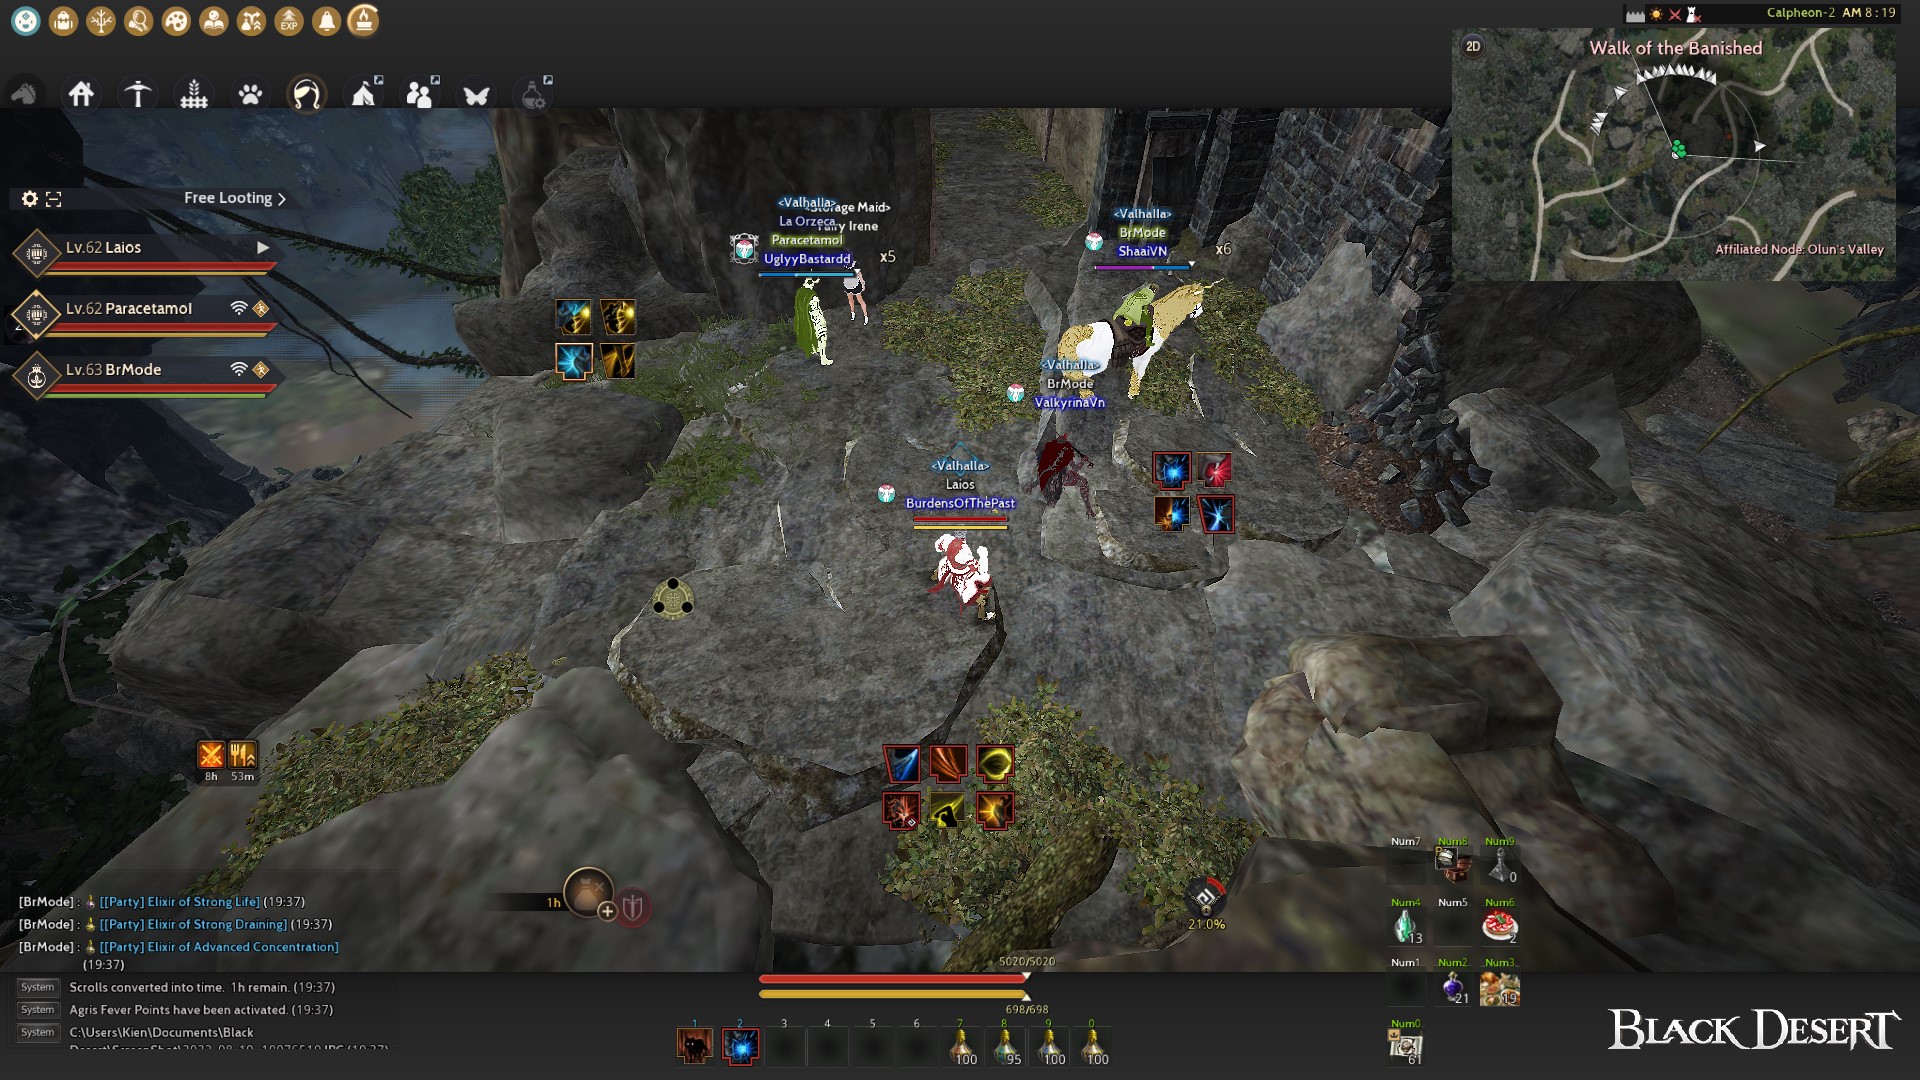 EXP
Calpheon-2 AM 8 : 19
2D
Walk of the Banished
Affiliated Node: Olun's Valley
Free Looting
Lv.62 Laios
Lv.62 Paracetamol
Lv.63 BrMode
<Valhalla>
La Orzeca
Paracetamol
UglyyBastardd
x5
Storage Maid>
Fairy Irene
<Valhalla>
BrMode
ShaaiVN
x6
<Valhalla>
BrMode
ValkyrinaVn
<Valhalla>
Laios
BurdensOfThePast
8h 53m
1h
21.0%
[BrMode] : [[Party] Elixir of Strong Life] (19:37)
[BrMode] : [[Party] Elixir of Strong Draining] (19:37)
[BrMode] : [[Party] Elixir of Advanced Concentration]
(19:37)
System Scrolls converted into time. 1h remain. (19:37)
System Agris Fever Points have been activated. (19:37)
System C:\Users\Kien\Documents\Black
5020/5020
698/698
1 2 3 4 5 6 7 8 9 0
100 95 100 100
Num7 Num8 Num9
0
Num4 Num5 Num6
13 2
Num1 Num2 Num3
21 19
Num0
61
BLACK DESERT